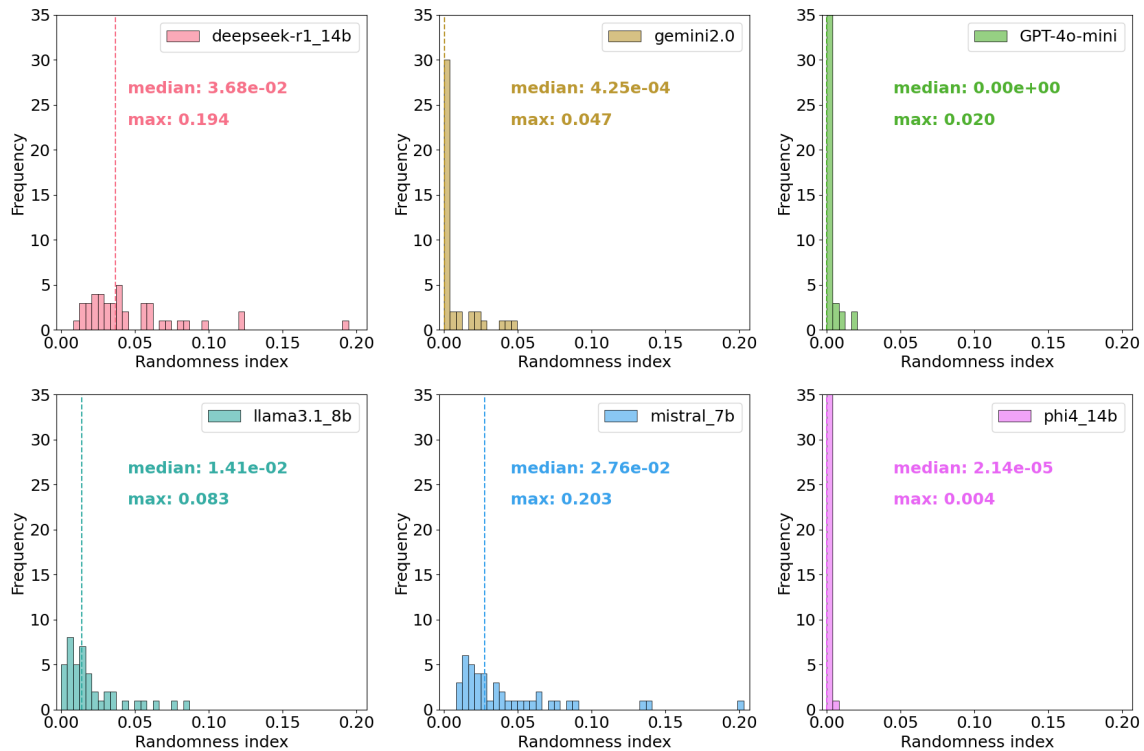 deepseek-r1_14b
median: 3.68e-02
max: 0.194
Frequency
35
30
25
20
15
10
5
0
0.00 0.05 0.10 0.15 0.20
Randomness index
gemini2.0
median: 4.25e-04
max: 0.047
Frequency
35
30
25
20
15
10
5
0
0.00 0.05 0.10 0.15 0.20
Randomness index
GPT-4o-mini
median: 0.00e+00
max: 0.020
Frequency
35
30
25
20
15
10
5
0
0.00 0.05 0.10 0.15 0.20
Randomness index
llama3.1_8b
median: 1.41e-02
max: 0.083
Frequency
35
30
25
20
15
10
5
0
0.00 0.05 0.10 0.15 0.20
Randomness index
mistral_7b
median: 2.76e-02
max: 0.203
Frequency
35
30
25
20
15
10
5
0
0.00 0.05 0.10 0.15 0.20
Randomness index
phi4_14b
median: 2.14e-05
max: 0.004
Frequency
35
30
25
20
15
10
5
0
0.00 0.05 0.10 0.15 0.20
Randomness index